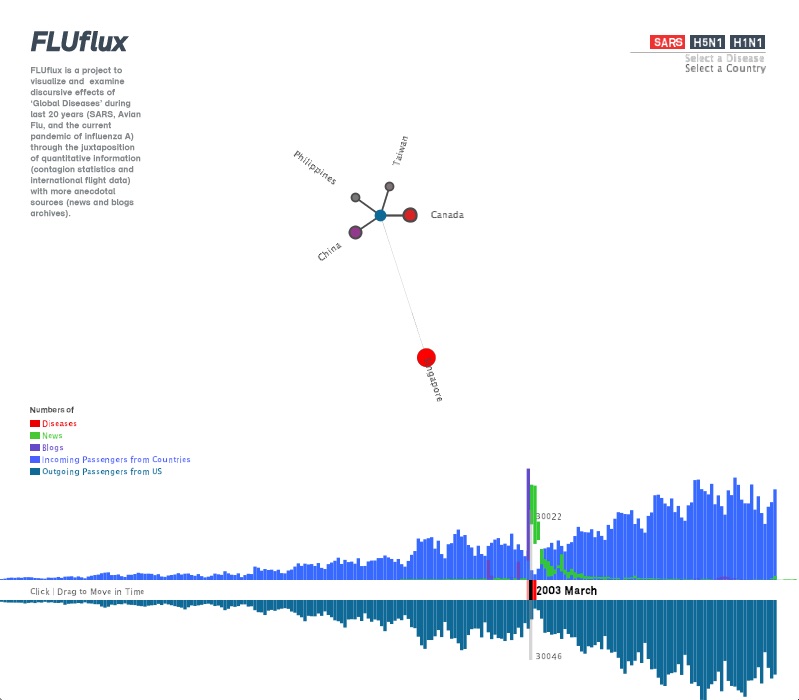 FLUflux
SARS H5N1 H1N1
Select a Disease
Select a Country
FLUflux is a project to
visualize and examine
discursive effects of
'Global Diseases' during
last 20 years (SARS, Avian
Flu, and the current
pandemic of influenza A)
through the juxtaposition
of quantitative information
(contagion statistics and
international flight data)
with more anecdotal
sources (news and blogs
archives).
Taiwan
Philippines
Canada
China
ngapore
Numbers of
Diseases
News
Blogs
Incoming Passengers from Countries
Outgoing Passengers from US
30022
Click | Drag to Move in Time
2003 March
30046